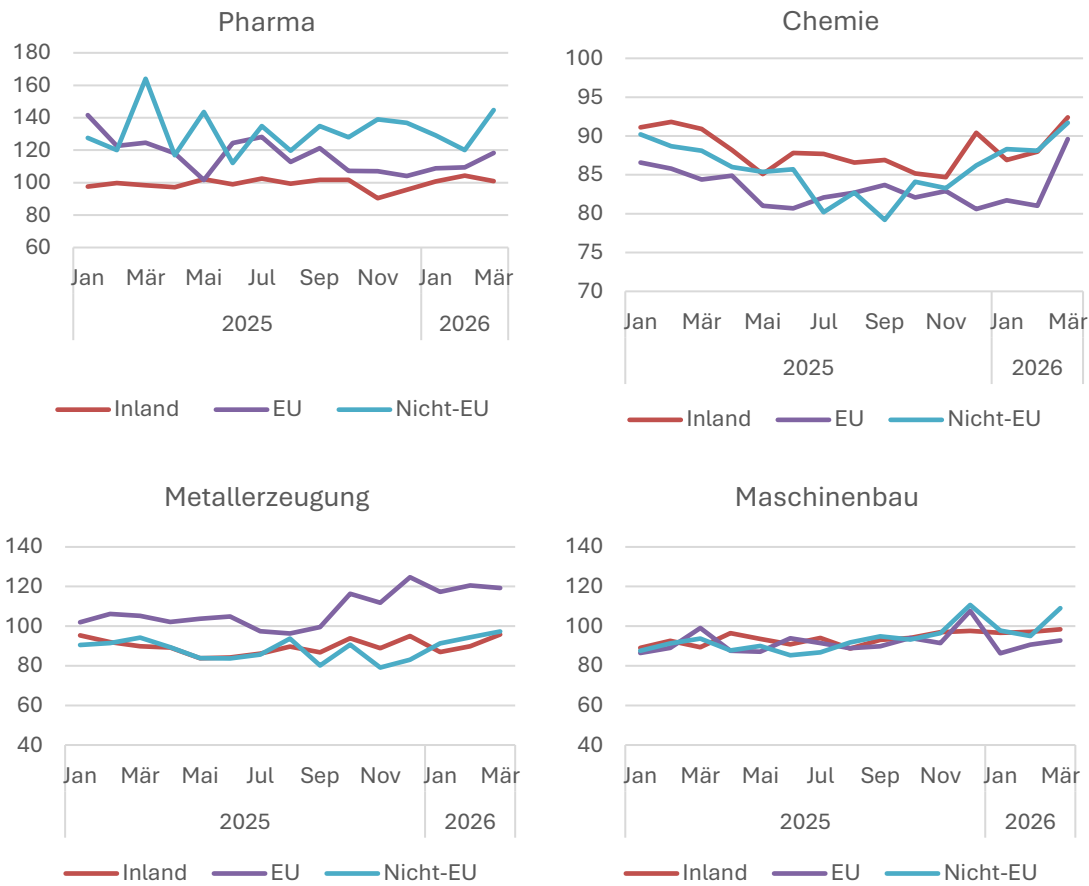 Pharma
180
160
140
120
100
80
60
Jan Mär Mai Jul Sep Nov Jan Mär
2025 2026
Inland EU Nicht-EU
Chemie
100
95
90
85
80
75
70
Jan Mär Mai Jul Sep Nov Jan Mär
2025 2026
Inland EU Nicht-EU
Metallerzeugung
140
120
100
80
60
40
Jan Mär Mai Jul Sep Nov Jan Mär
2025 2026
Inland EU Nicht-EU
Maschinenbau
140
120
100
80
60
40
Jan Mär Mai Jul Sep Nov Jan Mär
2025 2026
Inland EU Nicht-EU